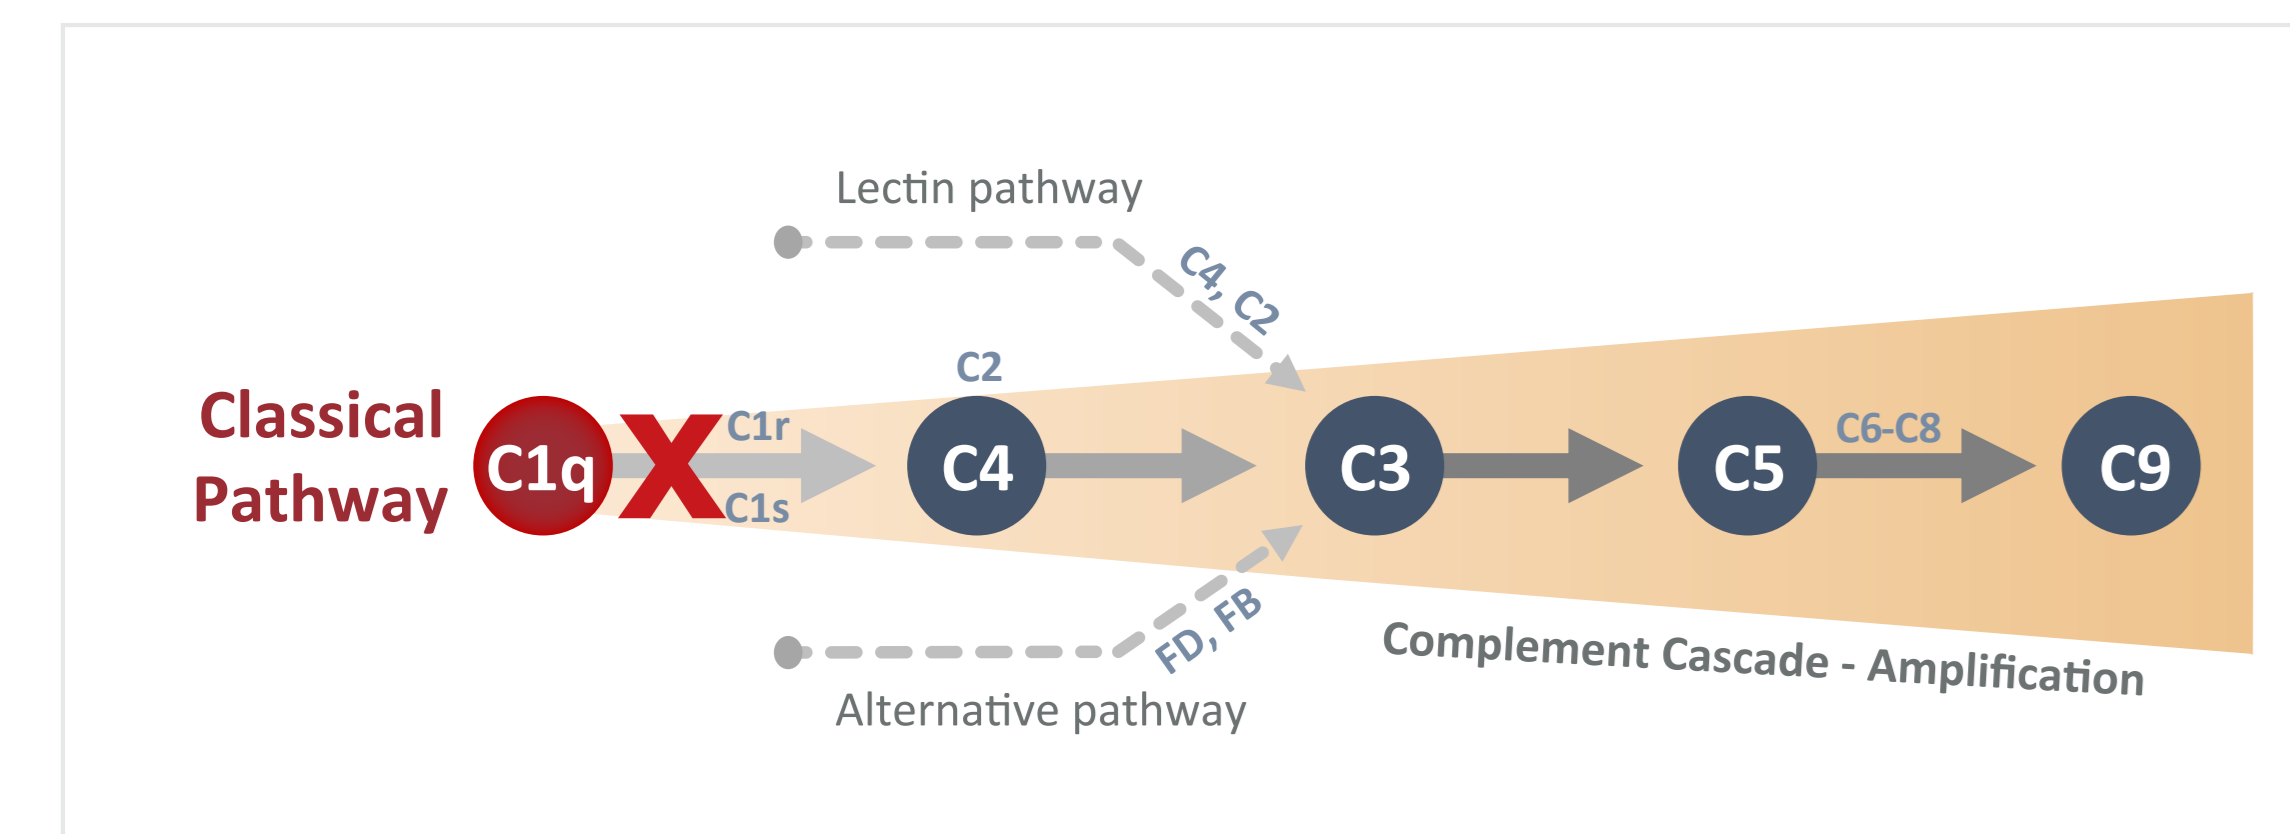 Lectin pathway
C4, C2
C2
Classical
Pathway
C1q
X
C1r
C1s
C4
C3
C5
C6-C8
C9
FD, FB
Complement Cascade - Amplification
Alternative pathway